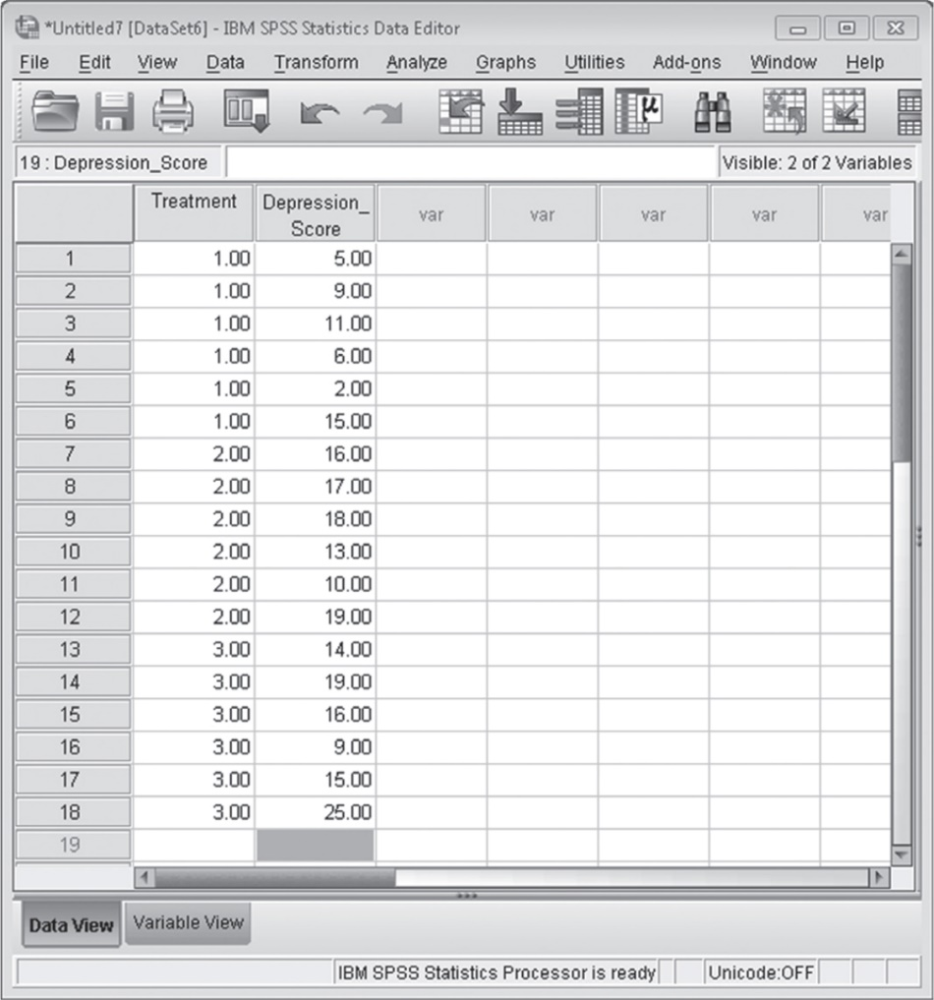 *Untitled7 [DataSet6] - IBM SPSS Statistics Data Editor
File Edit View Data Transform Analyze Graphs Utilities Add-ons Window Help
μ
19 : Depression_Score Visible: 2 of 2 Variables
Treatment Depression_ var var var var var
Score
1 1.00 5.00
2 1.00 9.00
3 1.00 11.00
4 1.00 6.00
5 1.00 2.00
6 1.00 15.00
7 2.00 16.00
8 2.00 17.00
9 2.00 18.00
10 2.00 13.00
11 2.00 10.00
12 2.00 19.00
13 3.00 14.00
14 3.00 19.00
15 3.00 16.00
16 3.00 9.00
17 3.00 15.00
18 3.00 25.00
19
Data View Variable View
IBM SPSS Statistics Processor is ready Unicode:OFF